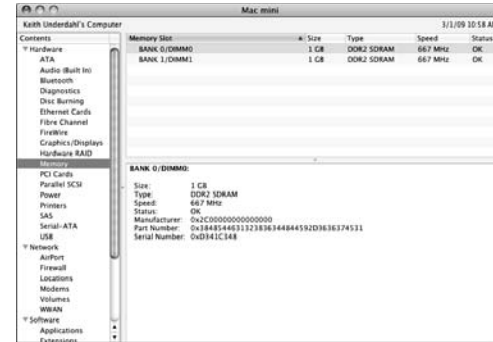 Mac mini
Keith Underdahl's Computer 3/1/09 10:58 AM
Contents
Hardware
ATA
Audio (Built In)
Bluetooth
Diagnostics
Disc Burning
Ethernet Cards
Fibre Channel
FireWire
Graphics/Displays
Hardware RAID
Memory
PCI Cards
Parallel SCSI
Power
Printers
SAS
Serial-ATA
USB
Network
AirPort
Firewall
Locations
Modems
Volumes
WWAN
Software
Applications
Extensions
Memory Slot Size Type Speed Status
BANK 0/DIMM0 1 GB DDR2 SDRAM 667 MHz OK
BANK 1/DIMM1 1 GB DDR2 SDRAM 667 MHz OK
BANK 0/DIMM0:
Size: 1 GB
Type: DDR2 SDRAM
Speed: 667 MHz
Status: OK
Manufacturer: 0x2C00000000000000
Part Number:
Serial Number: 0xD341C348